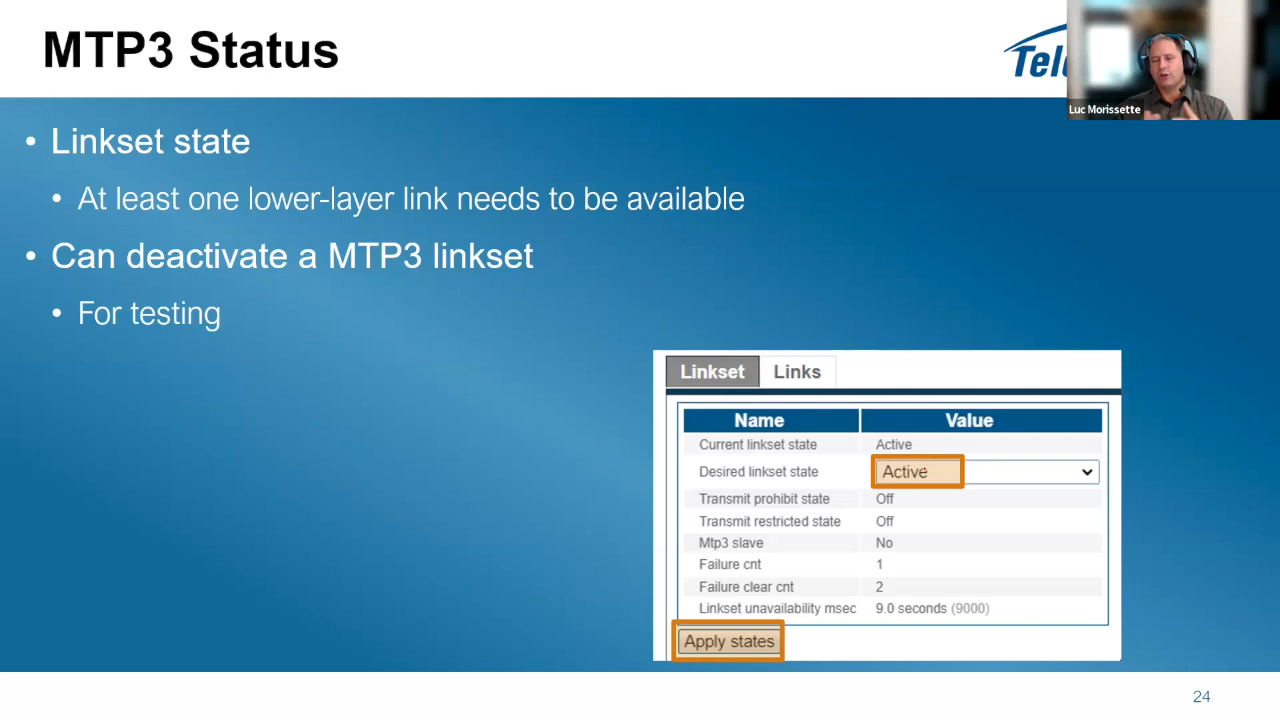 MTP3 Status
Tel
Luc Morissette
• Linkset state
• At least one lower-layer link needs to be available
• Can deactivate a MTP3 linkset
• For testing
Linkset Links
Name Value
Current linkset state Active
Desired linkset state Active
Transmit prohibit state Off
Transmit restricted state Off
Mtp3 slave No
Failure cnt 1
Failure clear cnt 2
Linkset unavailability msec 9.0 seconds (9000)
Apply states
24